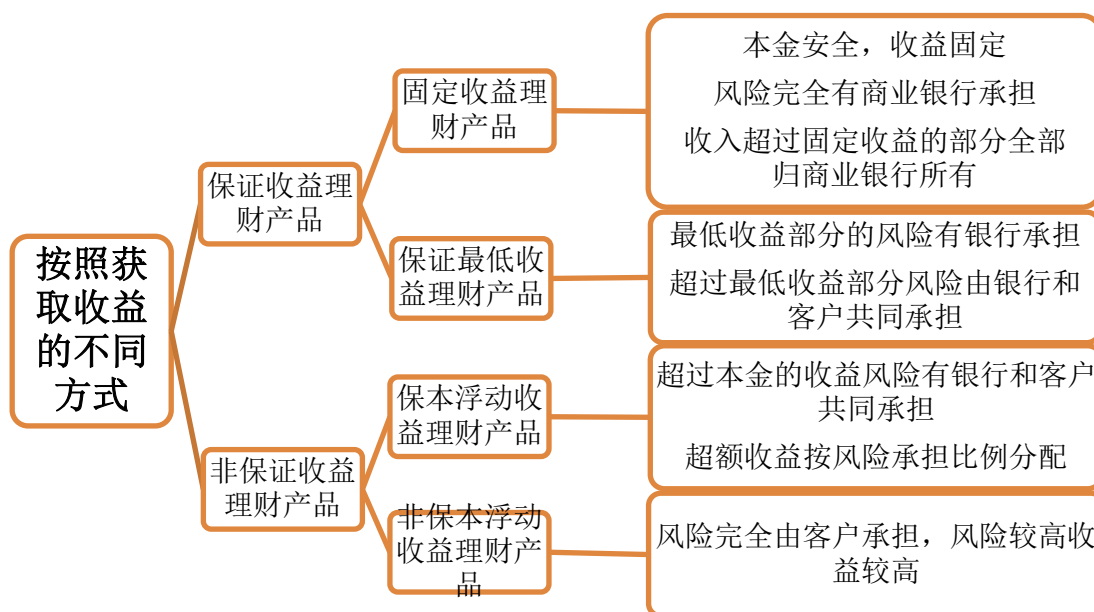 按照获
取收益
的不同
方式
保证收益理
财产品
固定收益理
财产品
本金安全，收益固定
风险完全有商业银行承担
收入超过固定收益的部分全部
归商业银行所有
保证最低收
益理财产品
最低收益部分的风险有银行承担
超过最低收益部分风险由银行和
客户共同承担
非保证收益
理财产品
保本浮动收
益理财产品
超过本金的收益风险有银行和客户
共同承担
超额收益按风险承担比例分配
非保本浮动
收益理财产
品
风险完全由客户承担，风险较高收
益较高